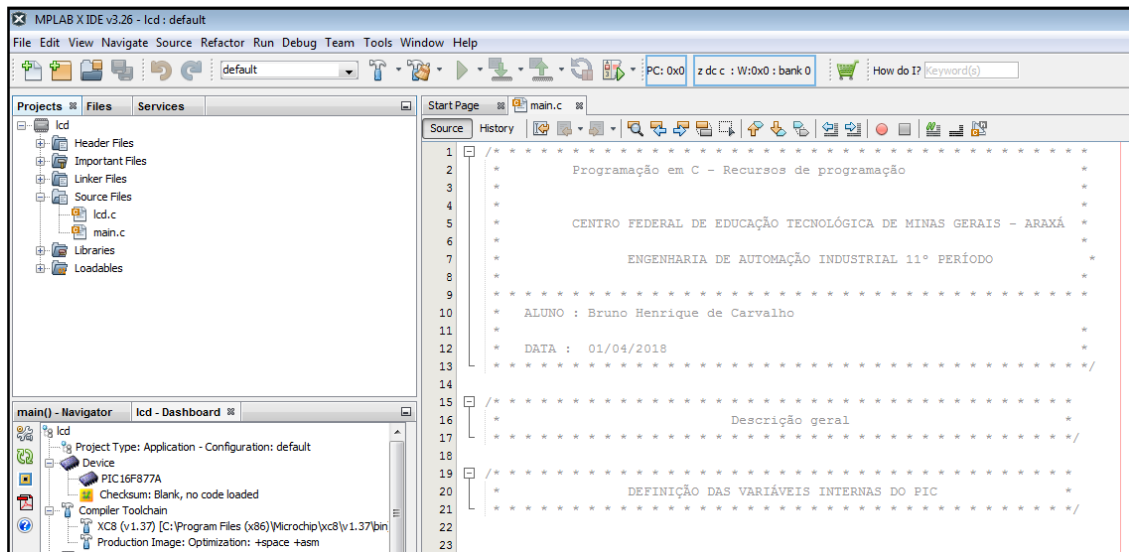 MPLAB X IDE v3.26 - lcd : default
File Edit View Navigate Source Refactor Run Debug Team Tools Window Help
default
PC: 0x0
z dc c : W:0x0 : bank 0
How do I? Keyword(s)
Projects Files Services
lcd
Header Files
Important Files
Linker Files
Source Files
lcd.c
main.c
Libraries
Loadables
main() - Navigator lcd - Dashboard
lcd
Project Type: Application - Configuration: default
Device
PIC16F877A
Checksum: Blank, no code loaded
Compiler Toolchain
XC8 (v1.37) [C:\Program Files (x86)\Microchip\xc8\v1.37\bin
Production Image: Optimization: +space +asm
Start Page main.c
Source History
1 /* * * * * * * * * * * * * * * * * * * * * * * * * * * * * * * * * * * * * *
2 * Programação em C - Recursos de programação *
3 * *
4 * *
5 * CENTRO FEDERAL DE EDUCAÇÃO TECNOLÓGICA DE MINAS GERAIS - ARAXÁ *
6 * *
7 * ENGENHARIA DE AUTOMAÇÃO INDUSTRIAL 11º PERÍODO *
8 * *
9 * * * * * * * * * * * * * * * * * * * * * * * * * * * * * * * * * * * * * *
10 * ALUNO : Bruno Henrique de Carvalho
11 * *
12 * DATA : 01/04/2018 *
13 * * * * * * * * * * * * * * * * * * * * * * * * * * * * * * * * * * * * * */
14
15 /* * * * * * * * * * * * * * * * * * * * * * * * * * * * * * * * * * * * *
16 * Descrição geral *
17 * * * * * * * * * * * * * * * * * * * * * * * * * * * * * * * * * * * * */
18
19 /* * * * * * * * * * * * * * * * * * * * * * * * * * * * * * * * * * * * *
20 * DEFINIÇÃO DAS VARIÁVEIS INTERNAS DO PIC *
21 * * * * * * * * * * * * * * * * * * * * * * * * * * * * * * * * * * * * */
22
23